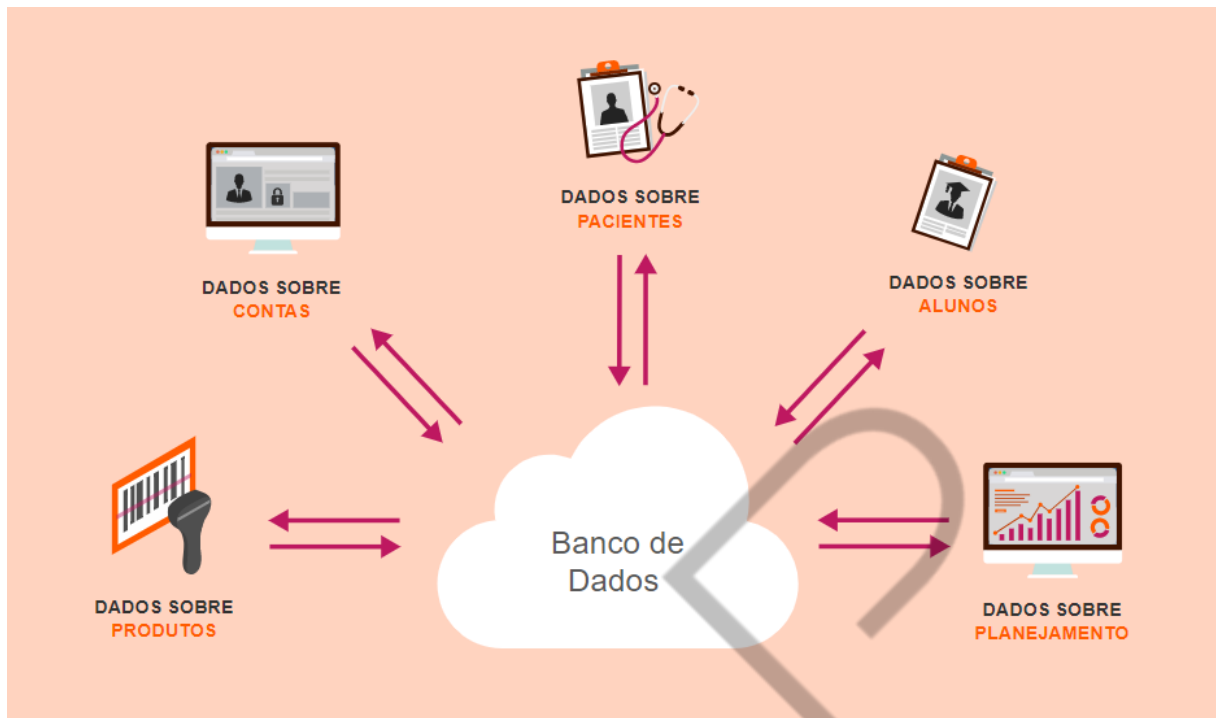 DADOS SOBRE
PACIENTES
DADOS SOBRE
CONTAS
DADOS SOBRE
ALUNOS
Banco de
Dados
DADOS SOBRE
PRODUTOS
DADOS SOBRE
PLANEJAMENTO